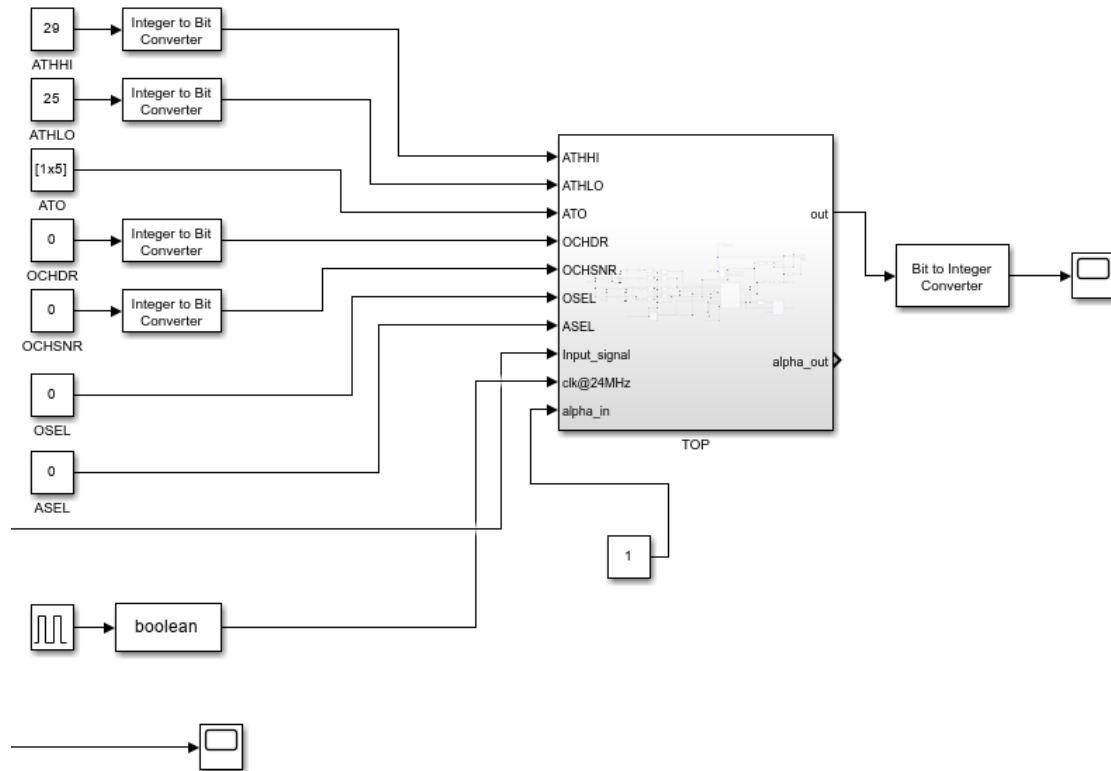 29
Integer to Bit
Converter
ATHHI
25
Integer to Bit
Converter
ATHLO
[1x5]
ATO
0
Integer to Bit
Converter
OCHDR
0
Integer to Bit
Converter
OCHSNR
0
OSEL
0
ASEL
boolean
ATHHI
ATHLO
ATO
OCHDR
OCHSNR
OSEL
ASEL
Input_signal
clk@24MHz
alpha_in
out
alpha_out
TOP
1
Bit to Integer
Converter